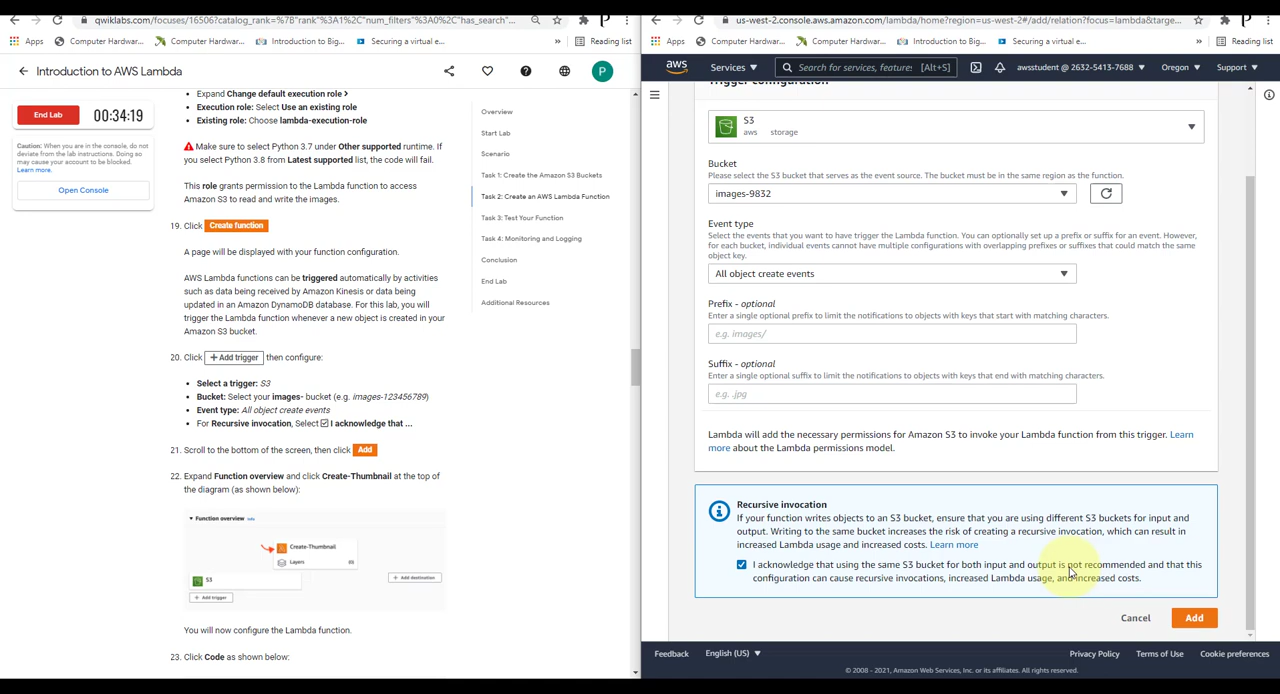 qwiklabs.com/focuses/16506?catalog_rank=%7B"rank"%3A1%2C"num_filters"%3A0%2C"has_search"...
Apps Computer Hardwar... Computer Hardwar... Introduction to Big... Securing a virtual e... » Reading list
Introduction to AWS Lambda
P
End Lab 00:34:19
Caution: When you are in the console, do not
deviate from the lab instructions. Doing so
may cause your account to be blocked.
Learn more.
Open Console
Expand Change default execution role >
Execution role: Select Use an existing role
Existing role: Choose lambda-execution-role
Make sure to select Python 3.7 under Other supported runtime. If
you select Python 3.8 from Latest supported list, the code will fail.
This role grants permission to the Lambda function to access
Amazon S3 to read and write the images.
19. Click Create function
A page will be displayed with your function configuration.
AWS Lambda functions can be triggered automatically by activities
such as data being received by Amazon Kinesis or data being
updated in an Amazon DynamoDB database. For this lab, you will
trigger the Lambda function whenever a new object is created in your
Amazon S3 bucket.
20. Click + Add trigger then configure:
Select a trigger: S3
Bucket: Select your images- bucket (e.g. images-123456789)
Event type: All object create events
For Recursive invocation, Select I acknowledge that ...
21. Scroll to the bottom of the screen, then click Add
22. Expand Function overview and click Create-Thumbnail at the top of
the diagram (as shown below):
Function overview Info
Create-Thumbnail
Layers (0)
S3
+ Add destination
+ Add trigger
You will now configure the Lambda function.
23. Click Code as shown below:
Overview
Start Lab
Scenario
Task 1: Create the Amazon S3 Buckets
Task 2: Create an AWS Lambda Function
Task 3: Test Your Function
Task 4: Monitoring and Logging
Conclusion
End Lab
Additional Resources
us-west-2.console.aws.amazon.com/lambda/home?region=us-west-2#/add/relation?focus=lambda&targe...
Apps Computer Hardwar... Computer Hardwar... Introduction to Big... Securing a virtual e... » Reading list
aws Services Search for services, features [Alt+S] awsstudent @ 2632-5413-7688 Oregon Support
Trigger configuration
S3
aws storage
Bucket
Please select the S3 bucket that serves as the event source. The bucket must be in the same region as the function.
images-9832
Event type
Select the events that you want to have trigger the Lambda function. You can optionally set up a prefix or suffix for an event. However,
for each bucket, individual events cannot have multiple configurations with overlapping prefixes or suffixes that could match the same
object key.
All object create events
Prefix - optional
Enter a single optional prefix to limit the notifications to objects with keys that start with matching characters.
e.g. images/
Suffix - optional
Enter a single optional suffix to limit the notifications to objects with keys that end with matching characters.
e.g. .jpg
Lambda will add the necessary permissions for Amazon S3 to invoke your Lambda function from this trigger. Learn
more about the Lambda permissions model.
Recursive invocation
If your function writes objects to an S3 bucket, ensure that you are using different S3 buckets for input and
output. Writing to the same bucket increases the risk of creating a recursive invocation, which can result in
increased Lambda usage and increased costs. Learn more
I acknowledge that using the same S3 bucket for both input and output is not recommended and that this
configuration can cause recursive invocations, increased Lambda usage, and increased costs.
Cancel Add
Feedback English (US) Privacy Policy Terms of Use Cookie preferences
© 2008 - 2021, Amazon Web Services, Inc. or its affiliates. All rights reserved.